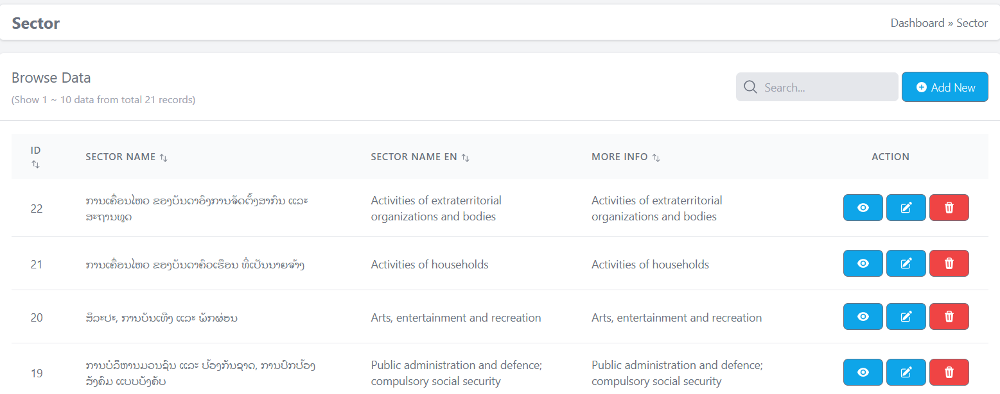 Sector
Dashboard » Sector
Browse Data
(Show 1 ~ 10 data from total 21 records)
Search...
Add New
ID
SECTOR NAME
SECTOR NAME EN
MORE INFO
ACTION
22
ການເຄື່ອນໄຫວ ຂອງບັນດາອົງການຈັດຕັ້ງສາກົນ ແລະ
ສະຖານທູດ
Activities of extraterritorial
organizations and bodies
Activities of extraterritorial
organizations and bodies
21
ການເຄື່ອນໄຫວ ຂອງບັນດາຄົວເຮືອນ ທີ່ເປັນນາຍຈ້າງ
Activities of households
Activities of households
20
ສິລະປະ, ການບັນເທີງ ແລະ ພັກຜ່ອນ
Arts, entertainment and recreation
Arts, entertainment and recreation
19
ການບໍລິຫານມວນຊົນ ແລະ ປ້ອງກັນຊາດ, ການປົກປ້ອງ
ສັງຄົມ ແບບບັງຄັບ
Public administration and defence;
compulsory social security
Public administration and defence;
compulsory social security